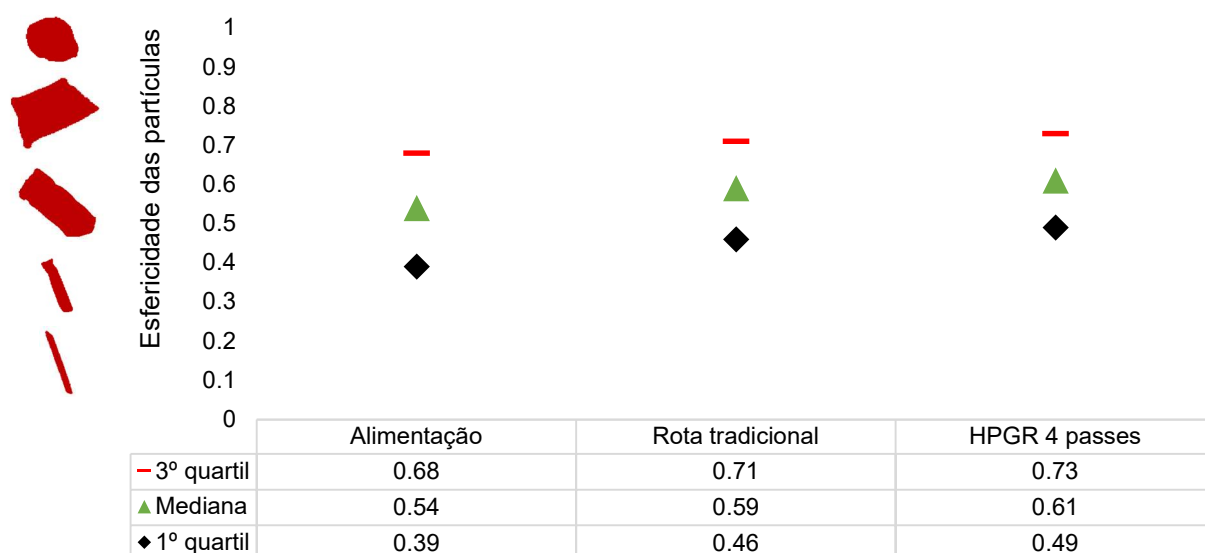 Esfericidade das partículas
1
0.9
0.8
0.7
0.6
0.5
0.4
0.3
0.2
0.1
0
Alimentação Rota tradicional HPGR 4 passes
3º quartil 0.68 0.71 0.73
Mediana 0.54 0.59 0.61
1º quartil 0.39 0.46 0.49